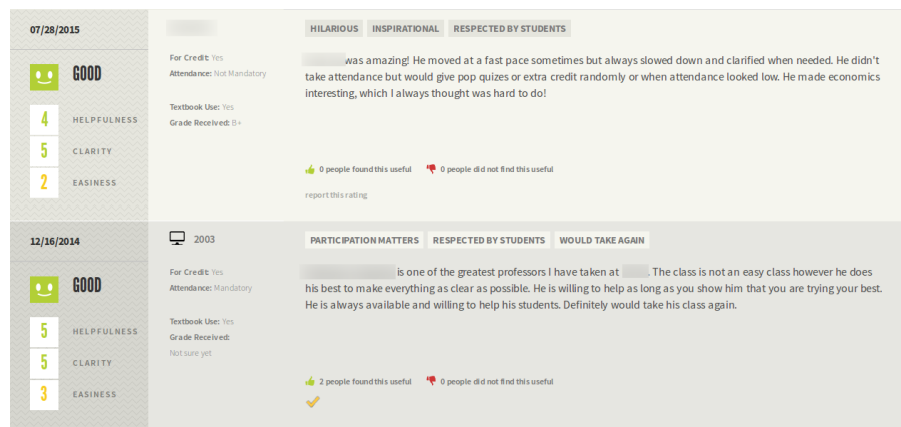 07/28/2015
GOOD
4 HELPFULNESS
5 CLARITY
2 EASINESS
For Credit: Yes
Attendance: Not Mandatory
Textbook Use: Yes
Grade Received: B+
HILARIOUS INSPIRATIONAL RESPECTED BY STUDENTS
was amazing! He moved at a fast pace sometimes but always slowed down and clarified when needed. He didn't
take attendance but would give pop quizes or extra credit randomly or when attendance looked low. He made economics
interesting, which I always thought was hard to do!
0 people found this useful 0 people did not find this useful
report this rating
12/16/2014
GOOD
5 HELPFULNESS
5 CLARITY
3 EASINESS
2003
For Credit: Yes
Attendance: Mandatory
Textbook Use: Yes
Grade Received:
Not sure yet
PARTICIPATION MATTERS RESPECTED BY STUDENTS WOULD TAKE AGAIN
is one of the greatest professors I have taken at . The class is not an easy class however he does
his best to make everything as clear as possible. He is willing to help as long as you show him that you are trying your best.
He is always available and willing to help his students. Definitely would take his class again.
2 people found this useful 0 people did not find this useful